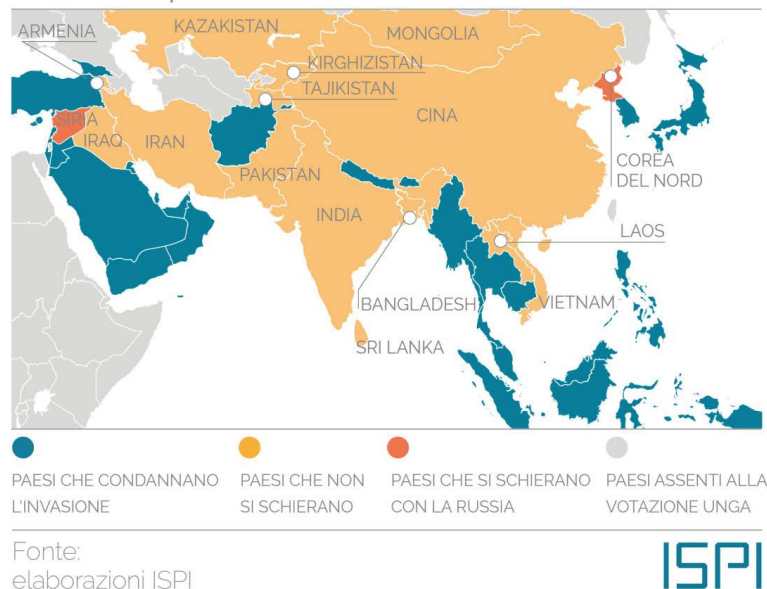 ARMENIA
KAZAKISTAN
MONGOLIA
KIRGHIZISTAN
TAJIKISTAN
SIRIA
IRAQ
IRAN
CINA
PAKISTAN
COREA
DEL NORD
INDIA
LAOS
BANGLADESH
VIETNAM
SRI LANKA
PAESI CHE CONDANNANO
L'INVASIONE
PAESI CHE NON
SI SCHIERANO
PAESI CHE SI SCHIERANO
CON LA RUSSIA
PAESI ASSENTI ALLA
VOTAZIONE UNGA
Fonte:
elaborazioni ISPI
ISPI